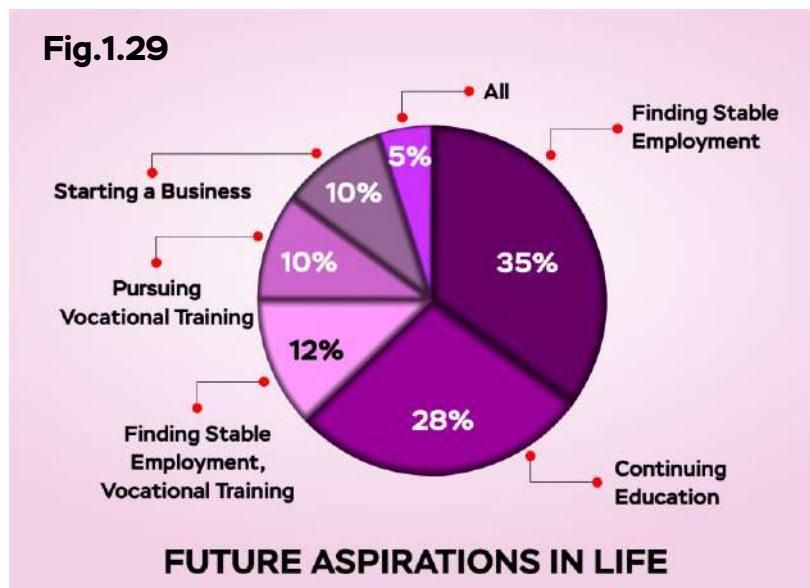 Fig.1.29
All
Finding Stable
Employment
5%
Starting a Business
10%
35%
10%
Pursuing
Vocational Training
12%
28%
Finding Stable
Employment,
Vocational Training
Continuing
Education
FUTURE ASPIRATIONS IN LIFE